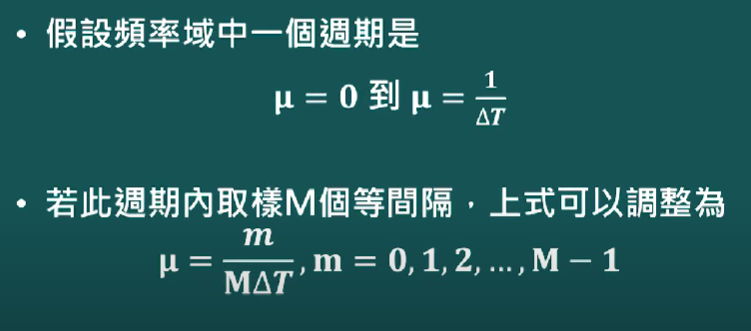 • 假設頻率域中一個週期是
μ = 0 到 μ = 1/ΔT
• 若此週期內取樣M個等間隔，上式可以調整為
μ = m/MΔT, m = 0, 1, 2, ..., M − 1